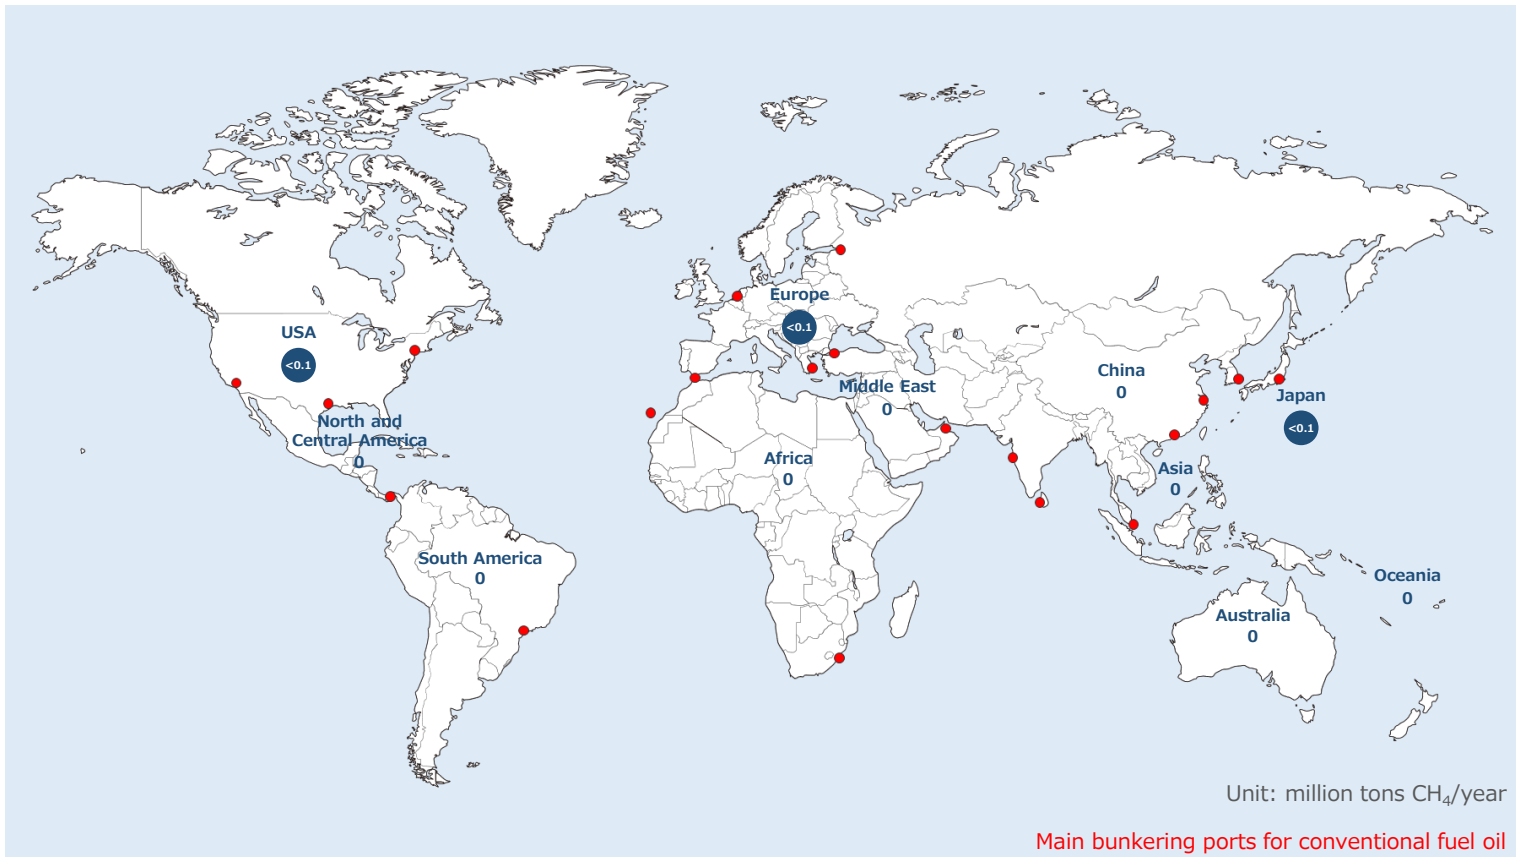 Europe
<0.1
USA
<0.1
China
0
Middle East
0
Japan
<0.1
North and
Central America
0
Africa
0
Asia
0
South America
0
Oceania
0
Australia
0
Unit: million tons CH₄/year
Main bunkering ports for conventional fuel oil